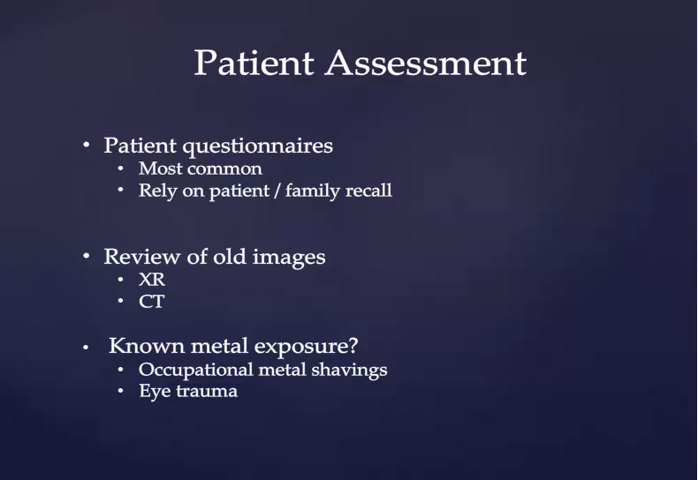 Patient Assessment
• Patient questionnaires
• Most common
• Rely on patient / family recall
• Review of old images
• XR
• CT
• Known metal exposure?
• Occupational metal shavings
• Eye trauma